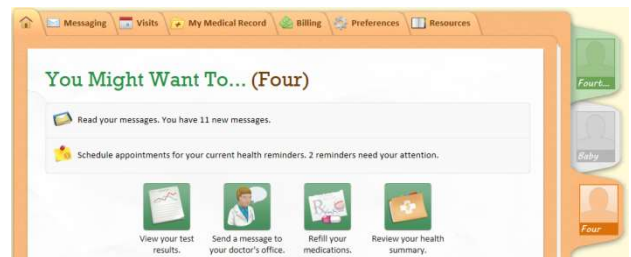 Messaging Visits My Medical Record Billing Preferences Resources
You Might Want To... (Four)
Fourt...
Read your messages. You have 11 new messages.
Schedule appointments for your current health reminders. 2 reminders need your attention.
Baby
View your test
results.
Send a message to
your doctor's office.
Refill your
medications.
Review your health
summary.
Four